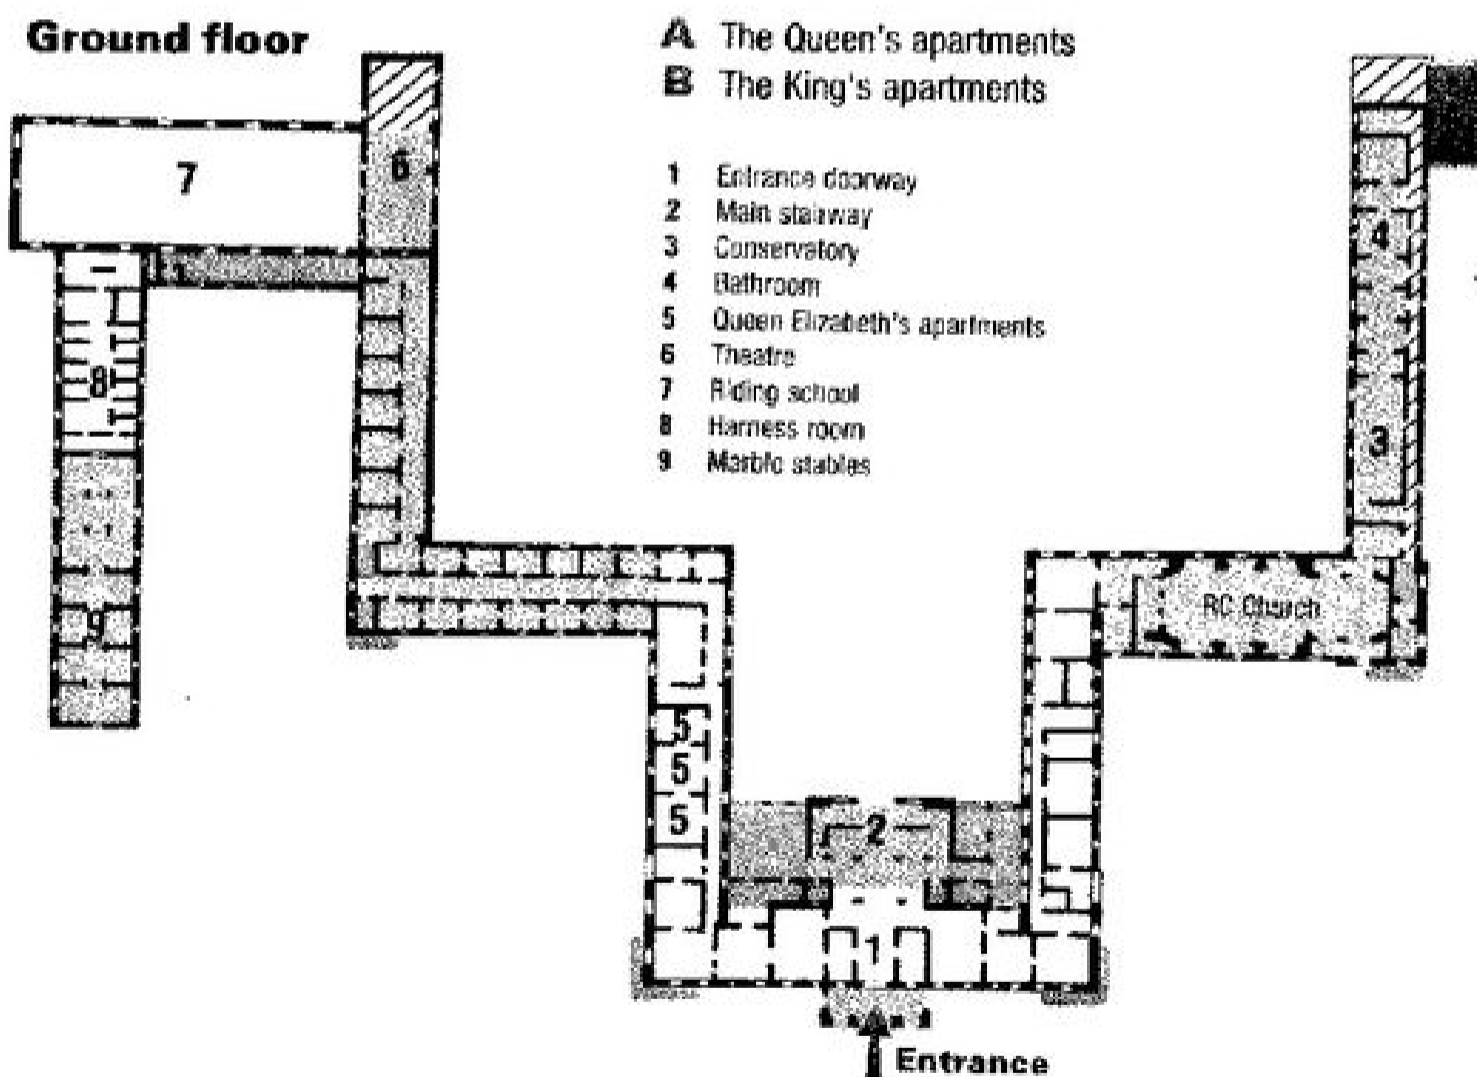 Ground floor
A The Queen's apartments
B The King's apartments
1 Entrance doorway
2 Main stairway
3 Conservatory
4 Bathroom
5 Queen Elizabeth's apartments
6 Theatre
7 Riding school
8 Harness room
9 Marble stables
7
6
4
8
3
RC Church
9
5
5
5
2
1
Entrance